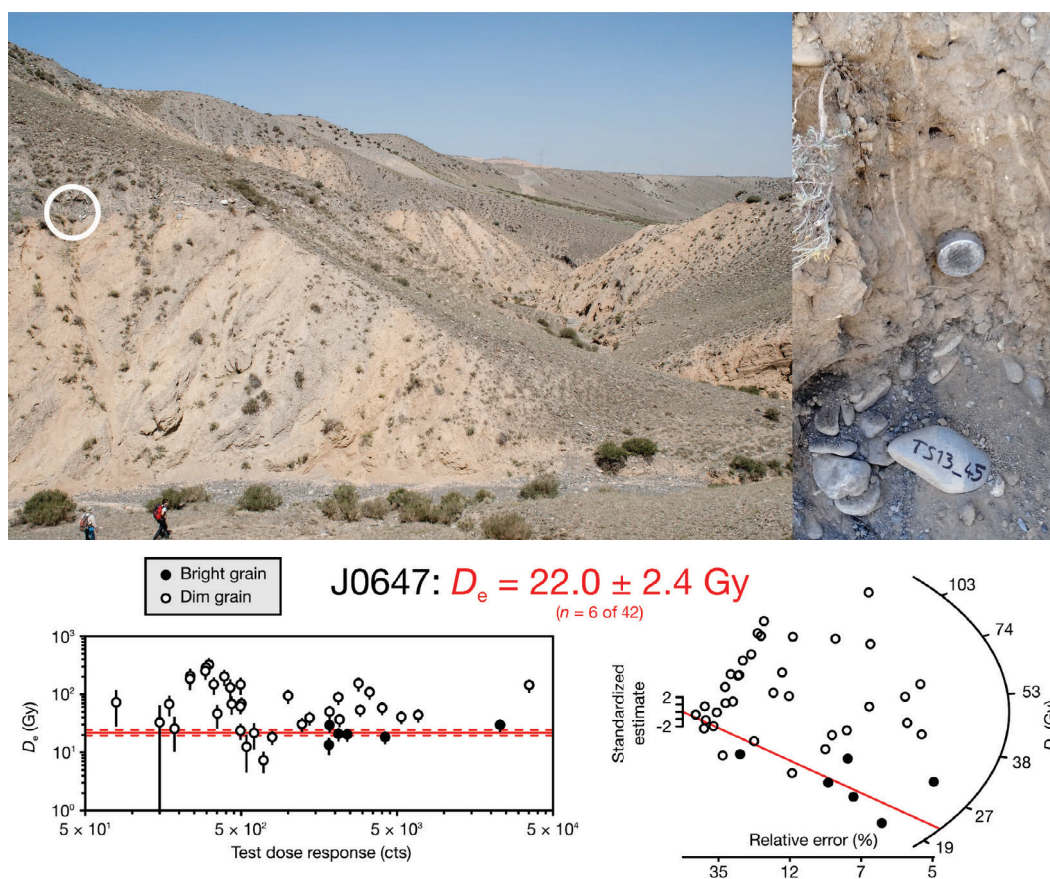 TS13_45
Bright grain
Dim grain
J0647: Dₑ = 22.0 ± 2.4 Gy
(n = 6 of 42)
10³
10²
10¹
10⁰
Dₑ (Gy)
5 × 10¹
5 × 10²
5 × 10³
5 × 10⁴
Test dose response (cts)
Standardized
estimate
2
0
-2
103
74
53
38
27
19
Relative error (%)
35
12
7
5